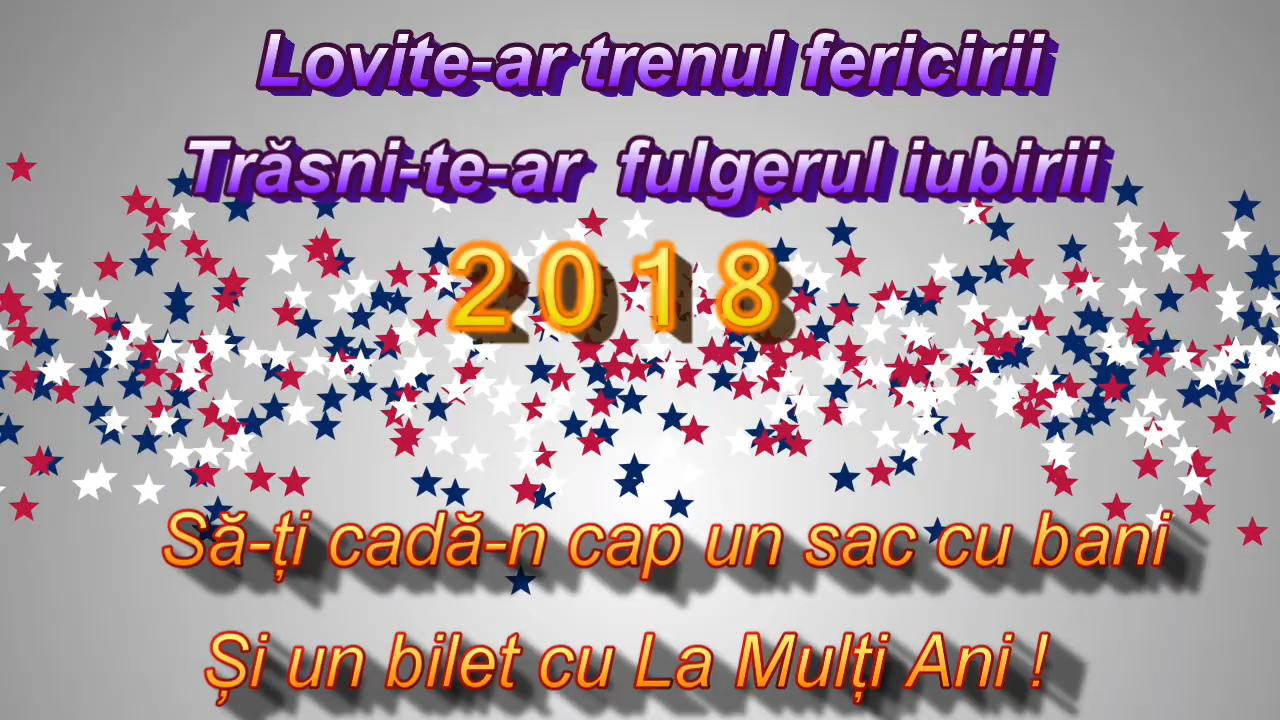 Lovite-ar trenul fericirii
Trăsni-te-ar fulgerul iubirii
2018
Să-ți cadă-n cap un sac cu bani
Și un bilet cu La Mulți Ani !